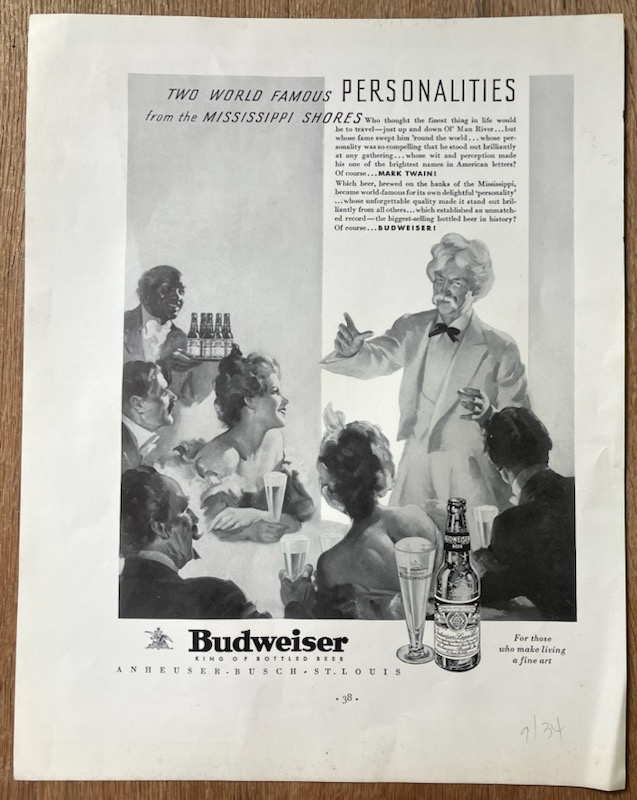 TWO WORLD FAMOUS PERSONALITIES
from the MISSISSIPPI SHORES
Who thought the finest thing in life would
be to travel—just up and down Ol' Man River...but
whose fame swept him 'round the world...whose per-
sonality was so compelling that he stood out brilliantly
at any gathering...whose wit and perception made
his one of the brightest names in American letters?
Of course...MARK TWAIN!
Which beer, brewed on the banks of the Mississippi,
became world-famous for its own delightful "personality"
...whose unforgettable quality made it stand out bril-
liantly from all others...which established an unmatch-
ed record—the biggest-selling bottled beer in history?
Of course...BUDWEISER!
BUDWEISER
BEER
Budweiser
Budweiser
KING OF BOTTLED BEER
ANHEUSER-BUSCH • ST. LOUIS
For those
who make living
a fine art
• 38 •
9/34